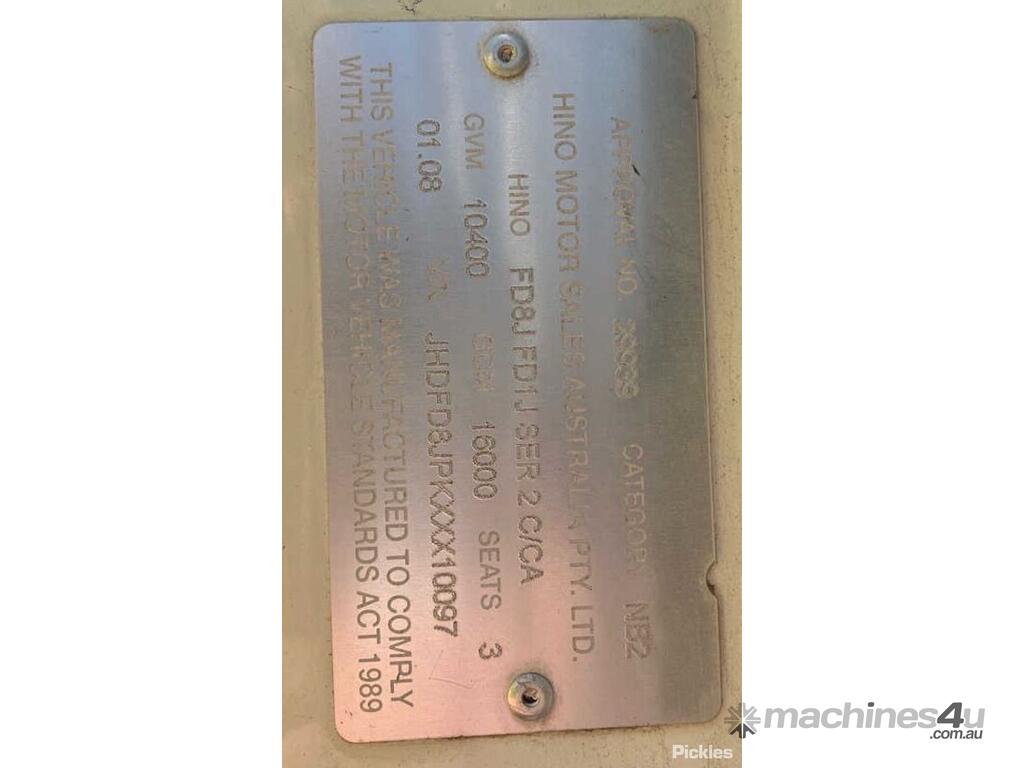 APPROVAL NO. CATEGORY NB2
HINO MOTOR SALES AUSTRALIA PTY. LTD.
HINO FD8J FD1J SER 2 C/CA
GVM 10400 GCM 16000 SEATS 3
01.08 VIN JHDFD8JPKXXX10097
THIS VEHICLE WAS MANUFACTURED TO COMPLY
WITH THE MOTOR VEHICLE STANDARDS ACT 1989
machines4u
.com.au
Pickles